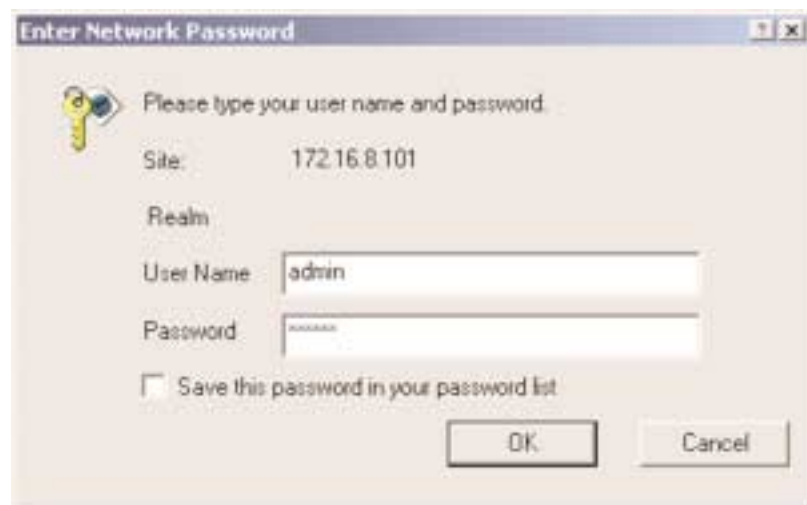 Enter Network Password
Please type your user name and password.
Site: 172.16.8.101
Realm
User Name admin
Password ******
Save this password in your password list
OK Cancel